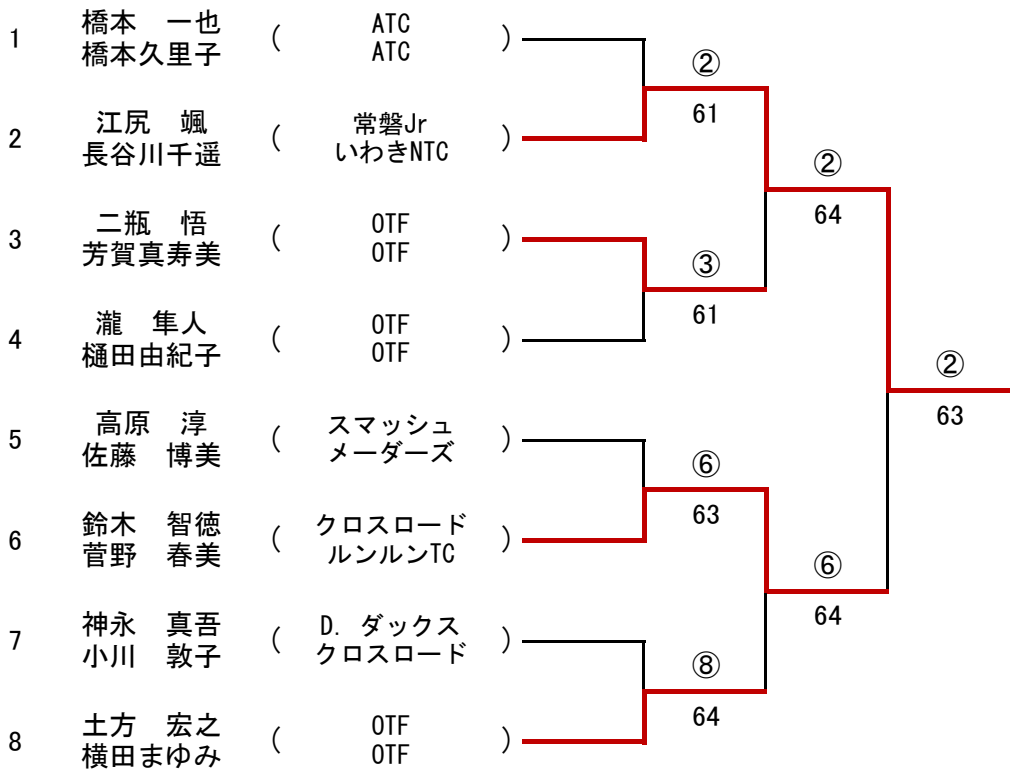 橋本　一也 ATC
1 ( )
橋本久里子 ATC
②
61
江尻　颯 常磐Jr
2 ( )
長谷川千遥 いわきNTC
②
64
二瓶　悟 OTF
3 ( )
芳賀真寿美 OTF
③
61
瀧　隼人 OTF
4 ( )
樋田由紀子 OTF
②
63
高原　淳 スマッシュ
5 ( )
佐藤　博美 メーダーズ
⑥
63
鈴木　智徳 クロスロード
6 ( )
菅野　春美 ルンルンTC
⑥
64
神永　真吾 D. ダックス
7 ( )
小川　敦子 クロスロード
⑧
64
土方　宏之 OTF
8 ( )
横田まゆみ OTF